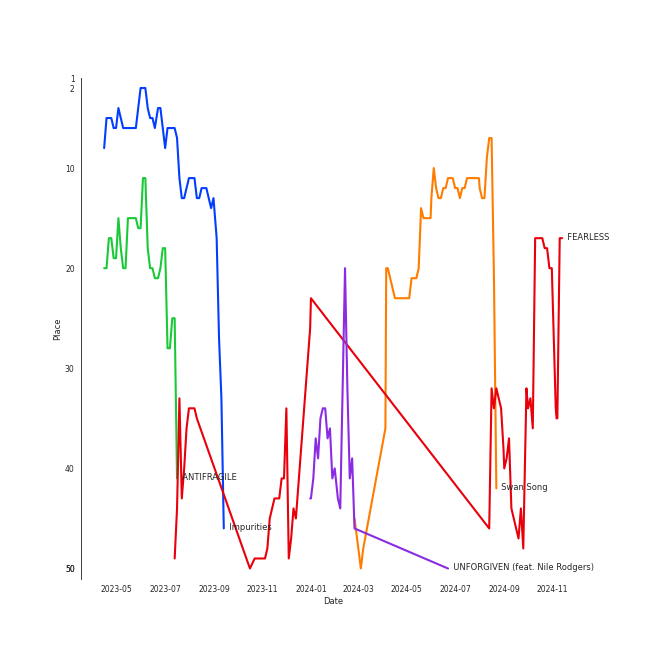 1
2
10
20
30
40
50
Place
FEARLESS
ANTIFRAGILE
Swan Song
Impurities
UNFORGIVEN (feat. Nile Rodgers)
2023-05 2023-07 2023-09 2023-11 2024-01 2024-03 2024-05 2024-07 2024-09 2024-11
Date